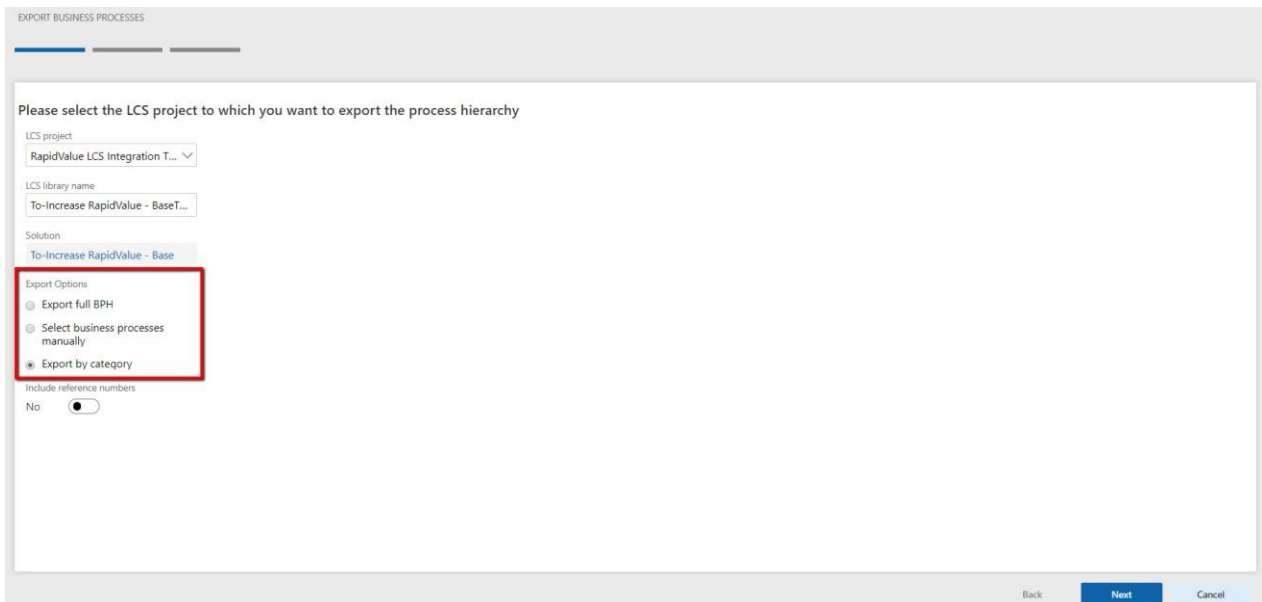 EXPORT BUSINESS PROCESSES
Please select the LCS project to which you want to export the process hierarchy
LCS project
RapidValue LCS Integration T...
LCS library name
To-Increase RapidValue - BaseT...
Solution
To-Increase RapidValue - Base
Export Options
Export full BPH
Select business processes
manually
Export by category
Include reference numbers
No
Back Next Cancel